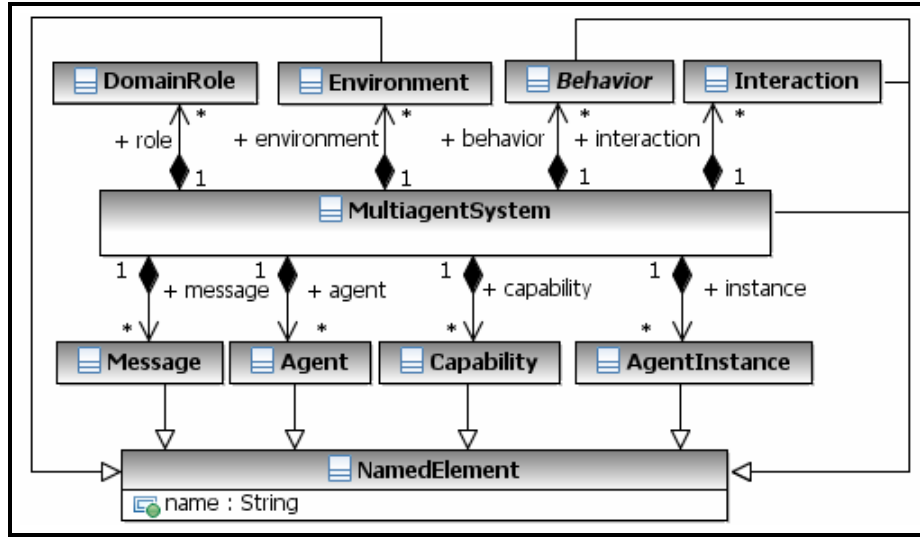 DomainRole
Environment
Behavior
Interaction
*
*
*
*
+ role
+ environment
+ behavior
+ interaction
1
1
1
1
MultiagentSystem
1
1
1
1
+ message
+ agent
+ capability
+ instance
*
*
*
*
Message
Agent
Capability
AgentInstance
NamedElement
name : String